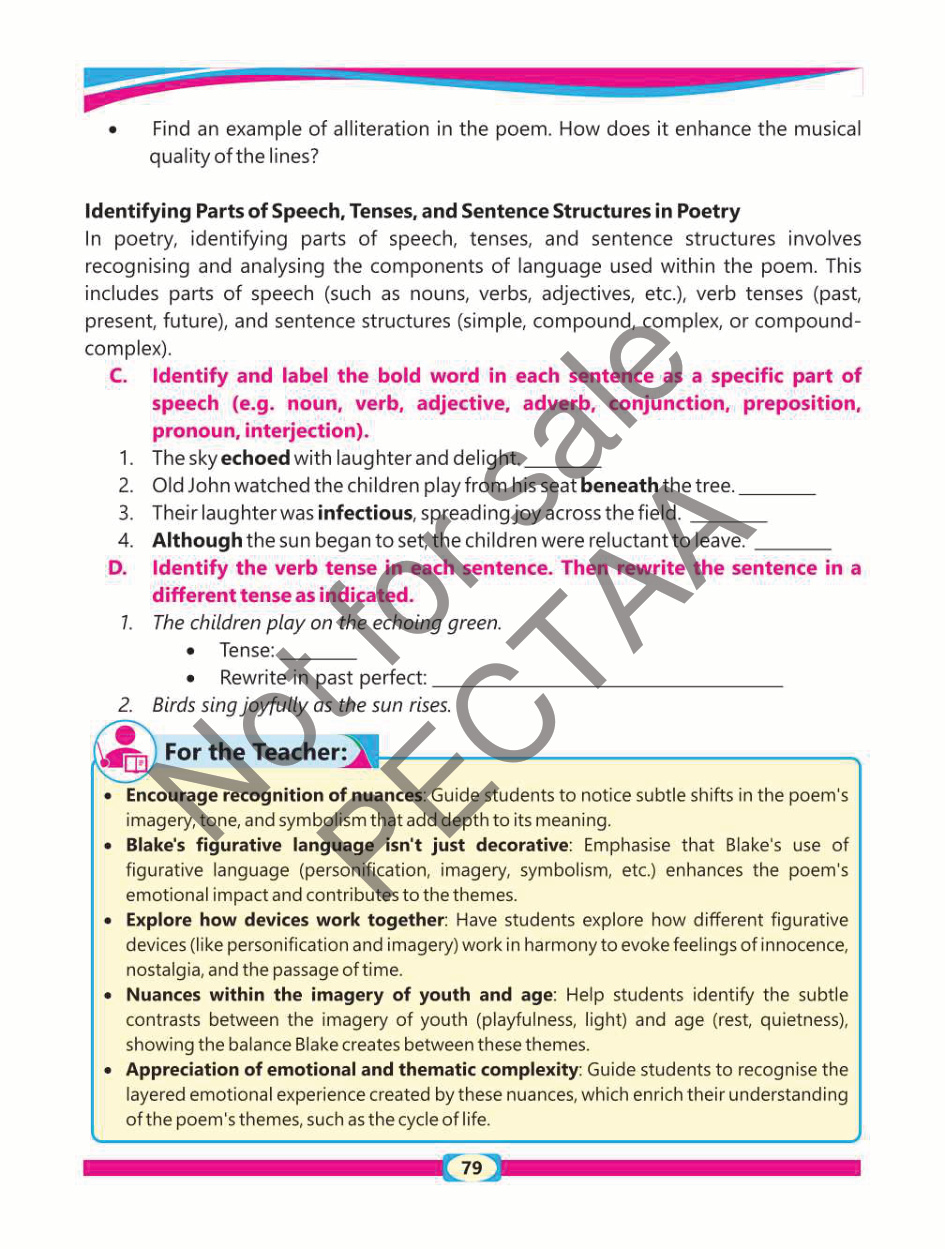 • Find an example of alliteration in the poem. How does it enhance the musical
quality of the lines?
Identifying Parts of Speech, Tenses, and Sentence Structures in Poetry
In poetry, identifying parts of speech, tenses, and sentence structures involves
recognising and analysing the components of language used within the poem. This
includes parts of speech (such as nouns, verbs, adjectives, etc.), verb tenses (past,
present, future), and sentence structures (simple, compound, complex, or compound-
complex).
C. Identify and label the bold word in each sentence as a specific part of
speech (e.g. noun, verb, adjective, adverb, conjunction, preposition,
pronoun, interjection).
1. The sky echoed with laughter and delight. _______
2. Old John watched the children play from his seat beneath the tree. _______
3. Their laughter was infectious, spreading joy across the field. _______
4. Although the sun began to set, the children were reluctant to leave. _______
D. Identify the verb tense in each sentence. Then rewrite the sentence in a
different tense as indicated.
1. The children play on the echoing green.
• Tense: _______
• Rewrite in past perfect: ________________________________
2. Birds sing joyfully as the sun rises.
For the Teacher:
• Encourage recognition of nuances: Guide students to notice subtle shifts in the poem's
imagery, tone, and symbolism that add depth to its meaning.
• Blake's figurative language isn't just decorative: Emphasise that Blake's use of
figurative language (personification, imagery, symbolism, etc.) enhances the poem's
emotional impact and contributes to the themes.
• Explore how devices work together: Have students explore how different figurative
devices (like personification and imagery) work in harmony to evoke feelings of innocence,
nostalgia, and the passage of time.
• Nuances within the imagery of youth and age: Help students identify the subtle
contrasts between the imagery of youth (playfulness, light) and age (rest, quietness),
showing the balance Blake creates between these themes.
• Appreciation of emotional and thematic complexity: Guide students to recognise the
layered emotional experience created by these nuances, which enrich their understanding
of the poem's themes, such as the cycle of life.
79
Not for sale
PECTAA